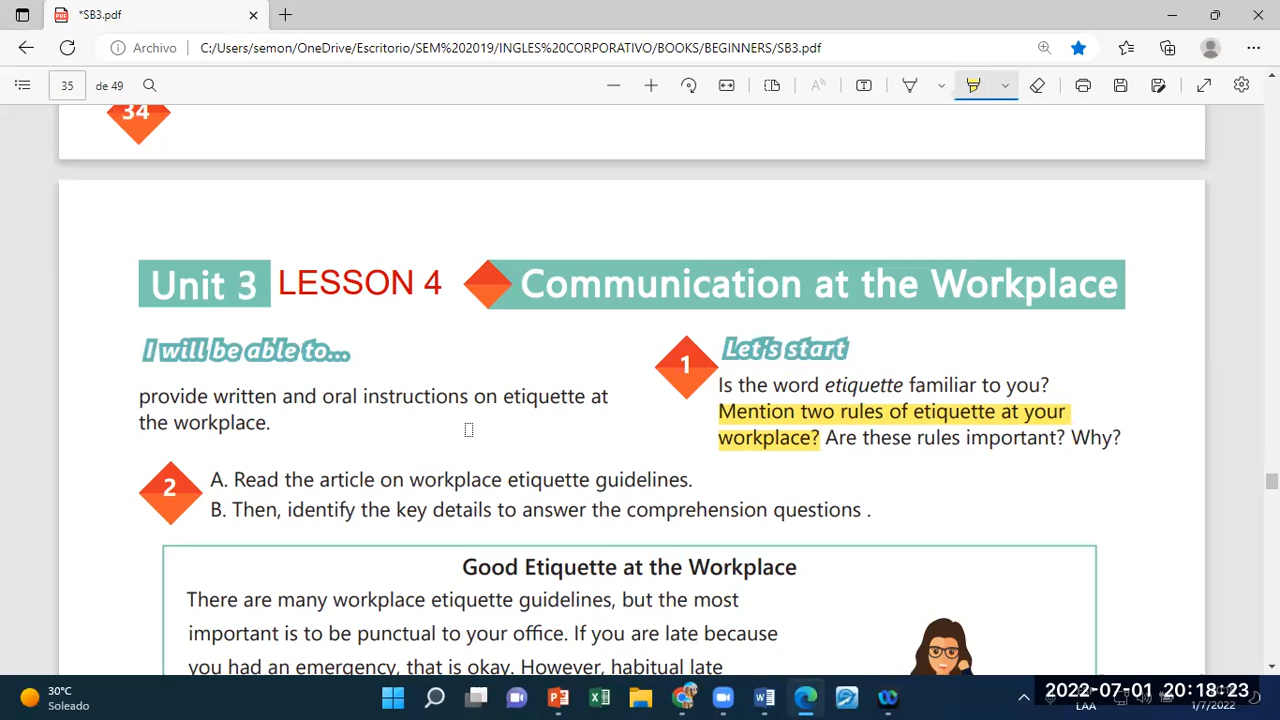 *SB3.pdf
Archivo
C:/Users/semon/OneDrive/Escritorio/SEM%202019/INGLES%20CORPORATIVO/BOOKS/BEGINNERS/SB3.pdf
35
de 49
34
Unit 3
LESSON 4
Communication at the Workplace
I will be able to...
provide written and oral instructions on etiquette at
the workplace.
1
Let's start
Is the word etiquette familiar to you?
Mention two rules of etiquette at your
workplace? Are these rules important? Why?
2
A. Read the article on workplace etiquette guidelines.
B. Then, identify the key details to answer the comprehension questions .
Good Etiquette at the Workplace
There are many workplace etiquette guidelines, but the most
important is to be punctual to your office. If you are late because
you had an emergency, that is okay. However, habitual late
30°C
Soleado
2022-07-01 20:18:23
LAA
1/7/2022